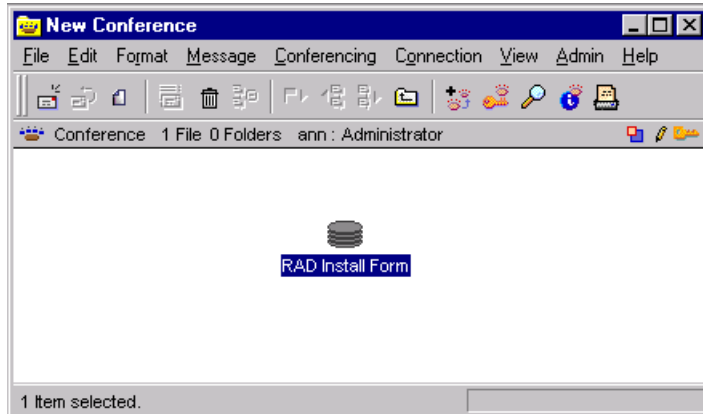 New Conference
File Edit Format Message Conferencing Connection View Admin Help
Conference 1 File 0 Folders ann : Administrator
RAD Install Form
1 Item selected.